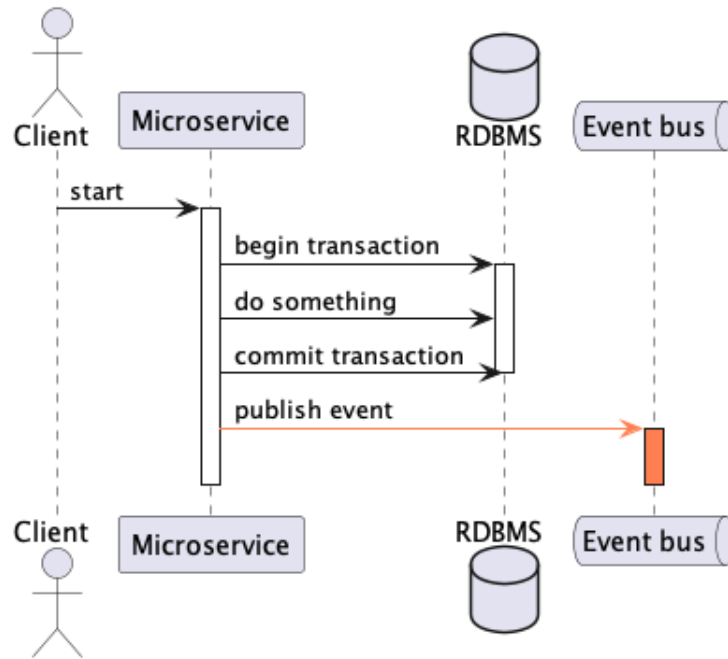 Client
Microservice
RDBMS
Event bus
start
begin transaction
do something
commit transaction
publish event
Client
Microservice
RDBMS
Event bus